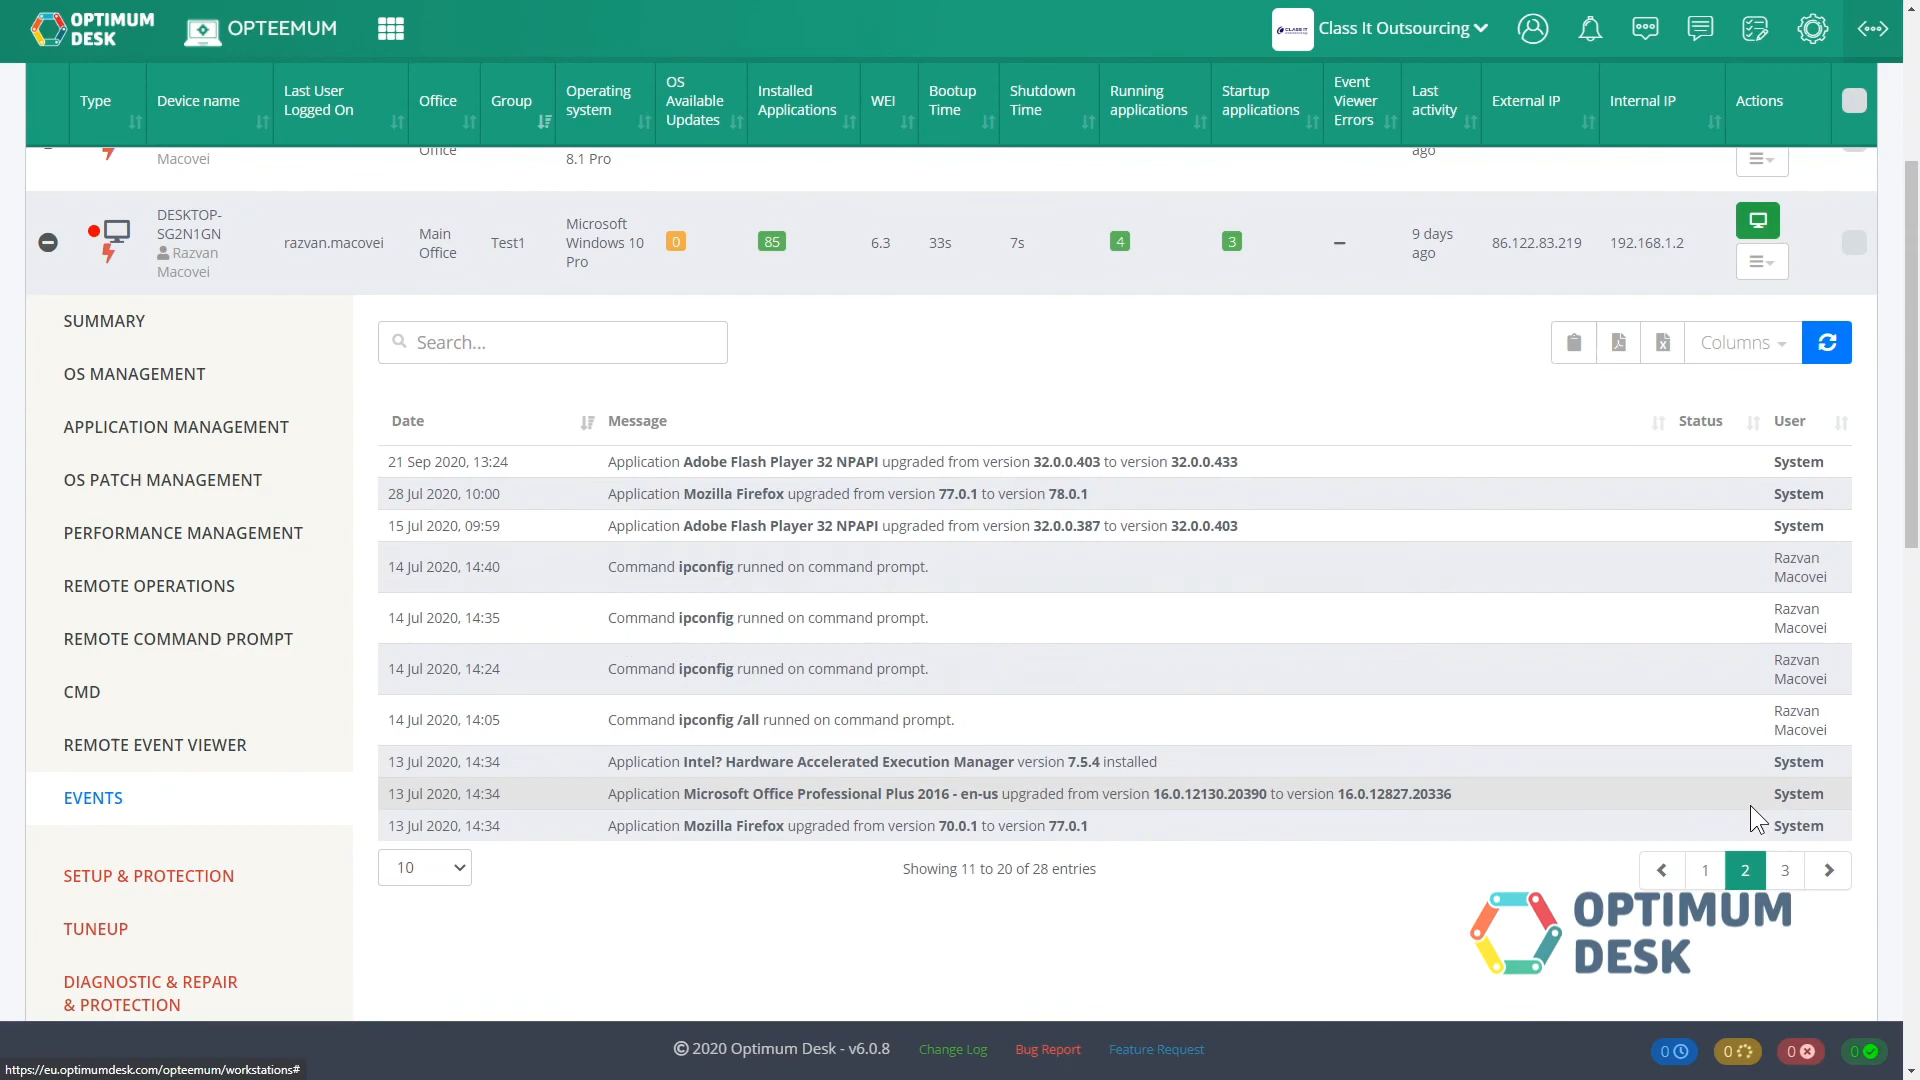 OPTIMUM
DESK
OPTEEMUM
CLASS IT
Class It Outsourcing
Type
Device name
Last User
Logged On
Office
Group
Operating
system
OS
Available
Updates
Installed
Applications
WEI
Bootup
Time
Shutdown
Time
Running
applications
Startup
applications
Event
Viewer
Errors
Last
activity
External IP
Internal IP
Actions
Macovei
Office
8.1 Pro
ago
DESKTOP-
SG2N1GN
Razvan
Macovei
razvan.macovei
Main
Office
Test1
Microsoft
Windows 10
Pro
0
85
6.3
33s
7s
4
3
–
9 days
ago
86.122.83.219
192.168.1.2
SUMMARY
OS MANAGEMENT
APPLICATION MANAGEMENT
OS PATCH MANAGEMENT
PERFORMANCE MANAGEMENT
REMOTE OPERATIONS
REMOTE COMMAND PROMPT
CMD
REMOTE EVENT VIEWER
EVENTS
SETUP & PROTECTION
TUNEUP
DIAGNOSTIC & REPAIR
& PROTECTION
Search...
Columns
Date Message Status User
21 Sep 2020, 13:24 Application Adobe Flash Player 32 NPAPI upgraded from version 32.0.0.403 to version 32.0.0.433 System
28 Jul 2020, 10:00 Application Mozilla Firefox upgraded from version 77.0.1 to version 78.0.1 System
15 Jul 2020, 09:59 Application Adobe Flash Player 32 NPAPI upgraded from version 32.0.0.387 to version 32.0.0.403 System
14 Jul 2020, 14:40 Command ipconfig runned on command prompt. Razvan
Macovei
14 Jul 2020, 14:35 Command ipconfig runned on command prompt. Razvan
Macovei
14 Jul 2020, 14:24 Command ipconfig runned on command prompt. Razvan
Macovei
14 Jul 2020, 14:05 Command ipconfig /all runned on command prompt. Razvan
Macovei
13 Jul 2020, 14:34 Application Intel? Hardware Accelerated Execution Manager version 7.5.4 installed System
13 Jul 2020, 14:34 Application Microsoft Office Professional Plus 2016 - en-us upgraded from version 16.0.12130.20390 to version 16.0.12827.20336 System
13 Jul 2020, 14:34 Application Mozilla Firefox upgraded from version 70.0.1 to version 77.0.1 System
10 Showing 11 to 20 of 28 entries 1 2 3
OPTIMUM
DESK
© 2020 Optimum Desk - v6.0.8 Change Log Bug Report Feature Request
0 0 0 0
https://eu.optimumdesk.com/opteemum/workstations#